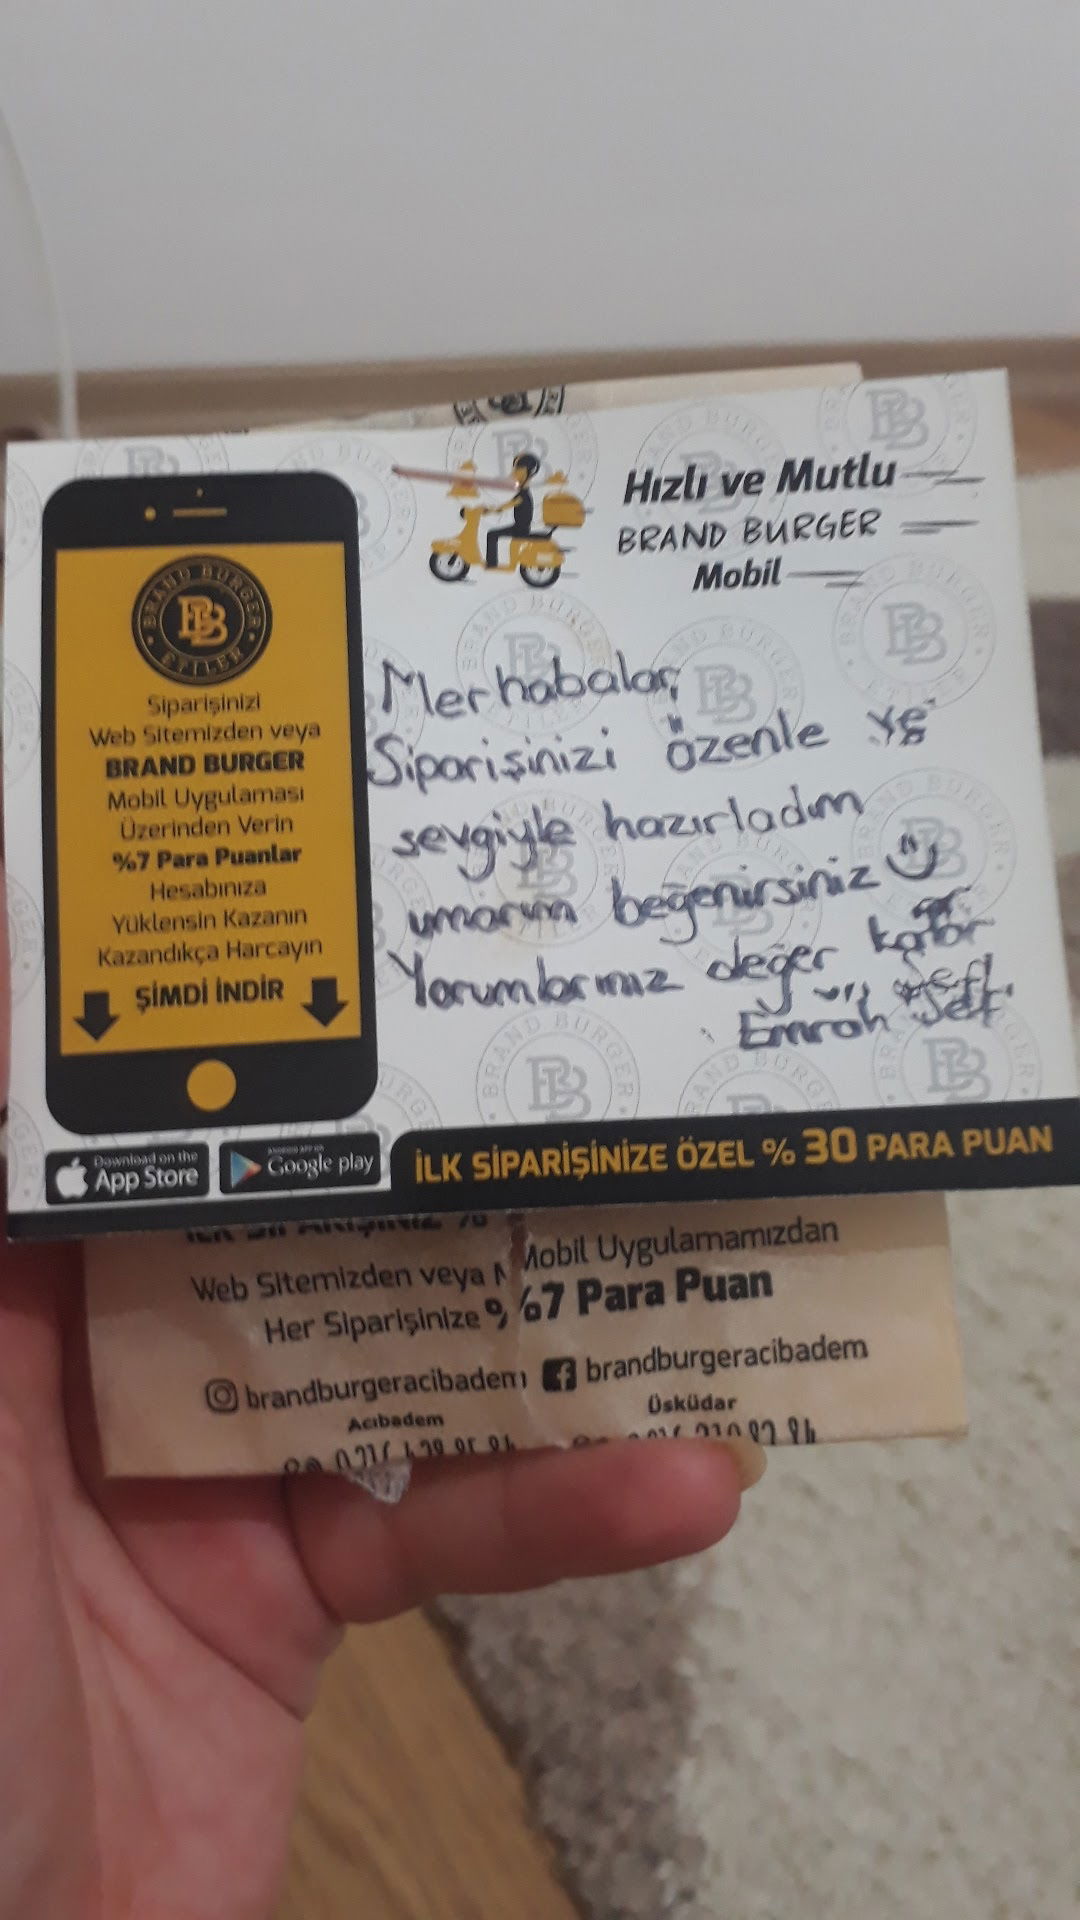 BRAND BURGER
BB
ETİLER
Siparişinizi
Web Sitemizden veya
BRAND BURGER
Mobil Uygulaması
Üzerinden Verin
%7 Para Puanlar
Hesabınıza
Yüklensin Kazanın
Kazandıkça Harcayın
ŞİMDİ İNDİR
Download on the
App Store
ANDROID APP ON
Google play
Hızlı ve Mutlu
BRAND BURGER
Mobil
Merhabalar,
Siparişinizi özenle ve
sevgiyle hazırladım
umarım beğenirsiniz
Yorumlarınız değer katar
Emrah Şef
İLK SİPARİŞİNİZE ÖZEL % 30 PARA PUAN
Web Sitemizden veya Mobil Uygulamamızdan
Her Siparişinize %7 Para Puan
brandburgeracibadem brandburgeracibadem
Acıbadem Üsküdar